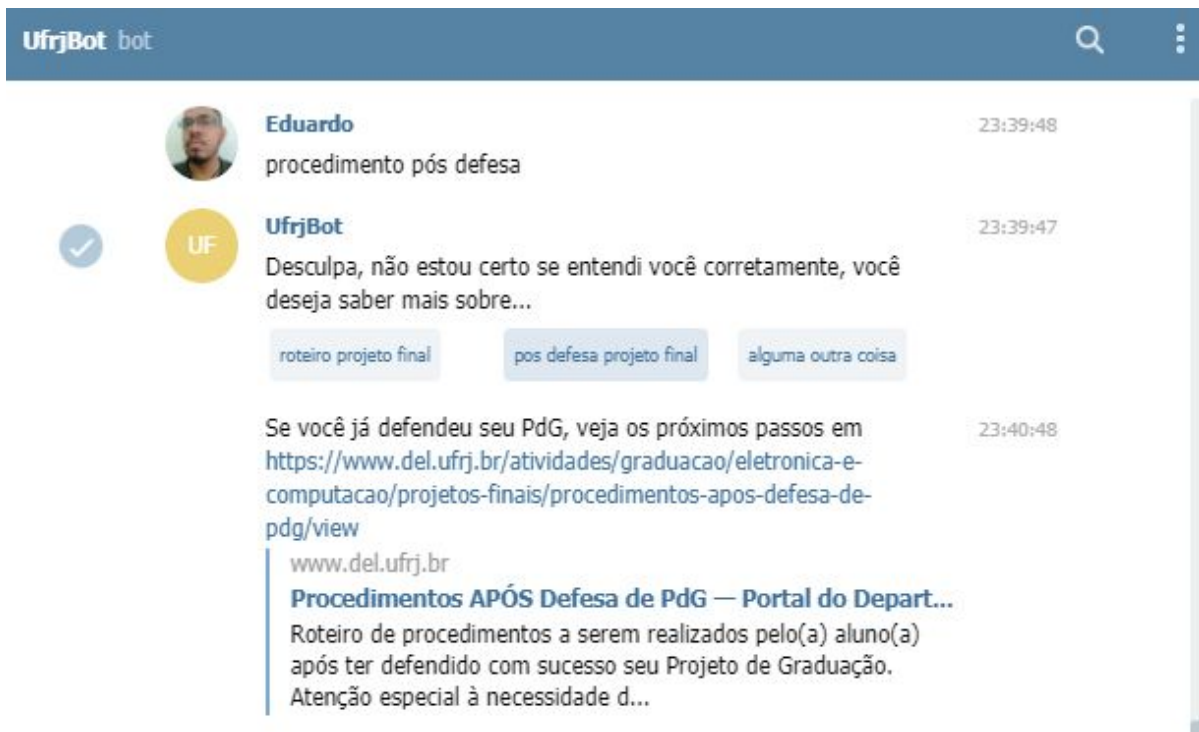 UfrjBot bot
Eduardo 23:39:48
procedimento pós defesa
UF
UfrjBot 23:39:47
Desculpa, não estou certo se entendi você corretamente, você
deseja saber mais sobre...
roteiro projeto final pos defesa projeto final alguma outra coisa
Se você já defendeu seu PdG, veja os próximos passos em 23:40:48
https://www.del.ufrj.br/atividades/graduacao/eletronica-e-
computacao/projetos-finais/procedimentos-apos-defesa-de-
pdg/view
www.del.ufrj.br
Procedimentos APÓS Defesa de PdG — Portal do Depart...
Roteiro de procedimentos a serem realizados pelo(a) aluno(a)
após ter defendido com sucesso seu Projeto de Graduação.
Atenção especial à necessidade d...